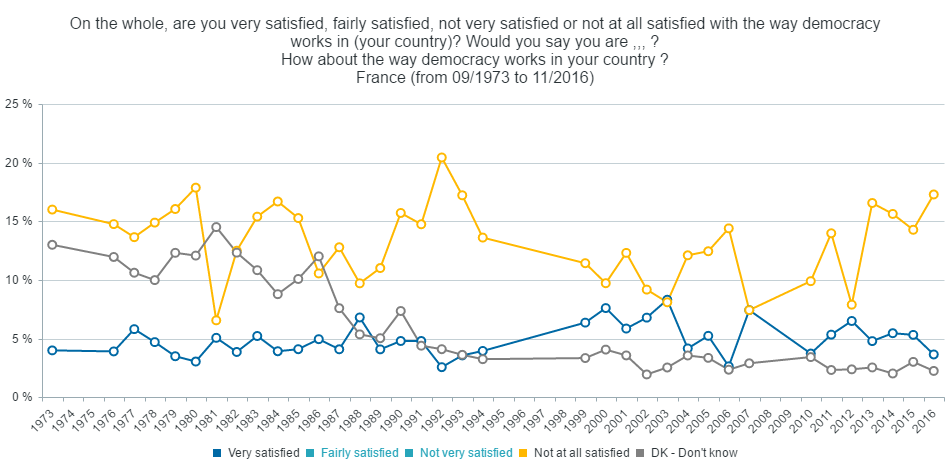 On the whole, are you very satisfied, fairly satisfied, not very satisfied or not at all satisfied with the way democracy
works in (your country)? Would you say you are ,,, ?
How about the way democracy works in your country ?
France (from 09/1973 to 11/2016)
25 %
20 %
15 %
10 %
5 %
0 %
1973 1974 1975 1976 1977 1978 1979 1980 1981 1982 1983 1984 1985 1986 1987 1988 1989 1990 1991 1992 1993 1994 1995 1996 1997 1998 1999 2000 2001 2002 2003 2004 2005 2006 2007 2008 2009 2010 2011 2012 2013 2014 2015 2016
Very satisfied Fairly satisfied Not very satisfied Not at all satisfied DK - Don't know